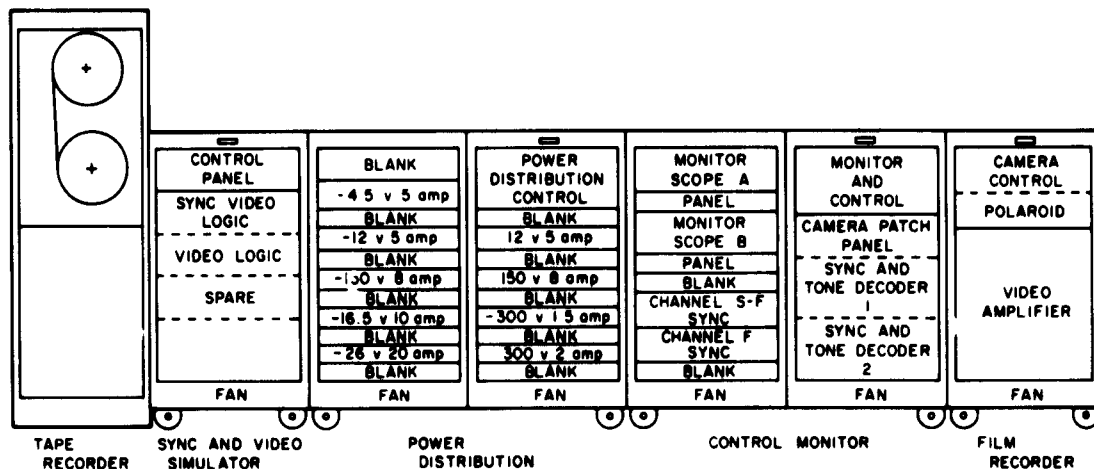 CONTROL
PANEL
SYNC VIDEO
LOGIC
VIDEO LOGIC
SPARE
FAN
BLANK
-4.5 v 5 amp
BLANK
-12 v 5 amp
BLANK
v 8 amp
BLANK
-16.5 v 10 amp
BLANK
-26 v 20 amp
BLANK
FAN
POWER
DISTRIBUTION
CONTROL
BLANK
12 v 5 amp
BLANK
150 v 8 amp
BLANK
-300 v 1.5 amp
BLANK
300 v 2 amp
BLANK
FAN
MONITOR
SCOPE A
PANEL
MONITOR
SCOPE B
PANEL
BLANK
CHANNEL S-F
SYNC
CHANNEL F
SYNC
BLANK
FAN
MONITOR
AND
CONTROL
CAMERA PATCH
PANEL
SYNC AND
TONE DECODER
1
SYNC AND
TONE DECODER
2
FAN
CAMERA
CONTROL
POLAROID
VIDEO
AMPLIFIER
FAN
TAPE
RECORDER
SYNC AND VIDEO
SIMULATOR
POWER
DISTRIBUTION
CONTROL MONITOR
FILM
RECORDER